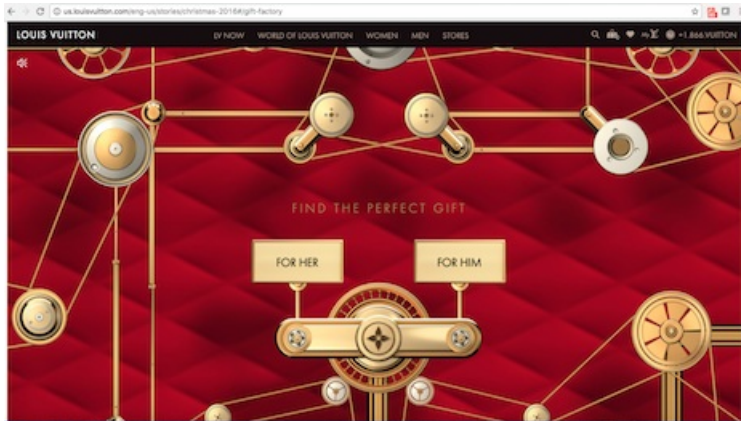 us.louisvuitton.com/eng-us/stories/christmas-2016#/gift-factory
LOUIS VUITTON
LV NOW
WORLD OF LOUIS VUITTON
WOMEN
MEN
STORES
+1.866.VUITTON
FIND THE PERFECT GIFT
FOR HER
FOR HIM